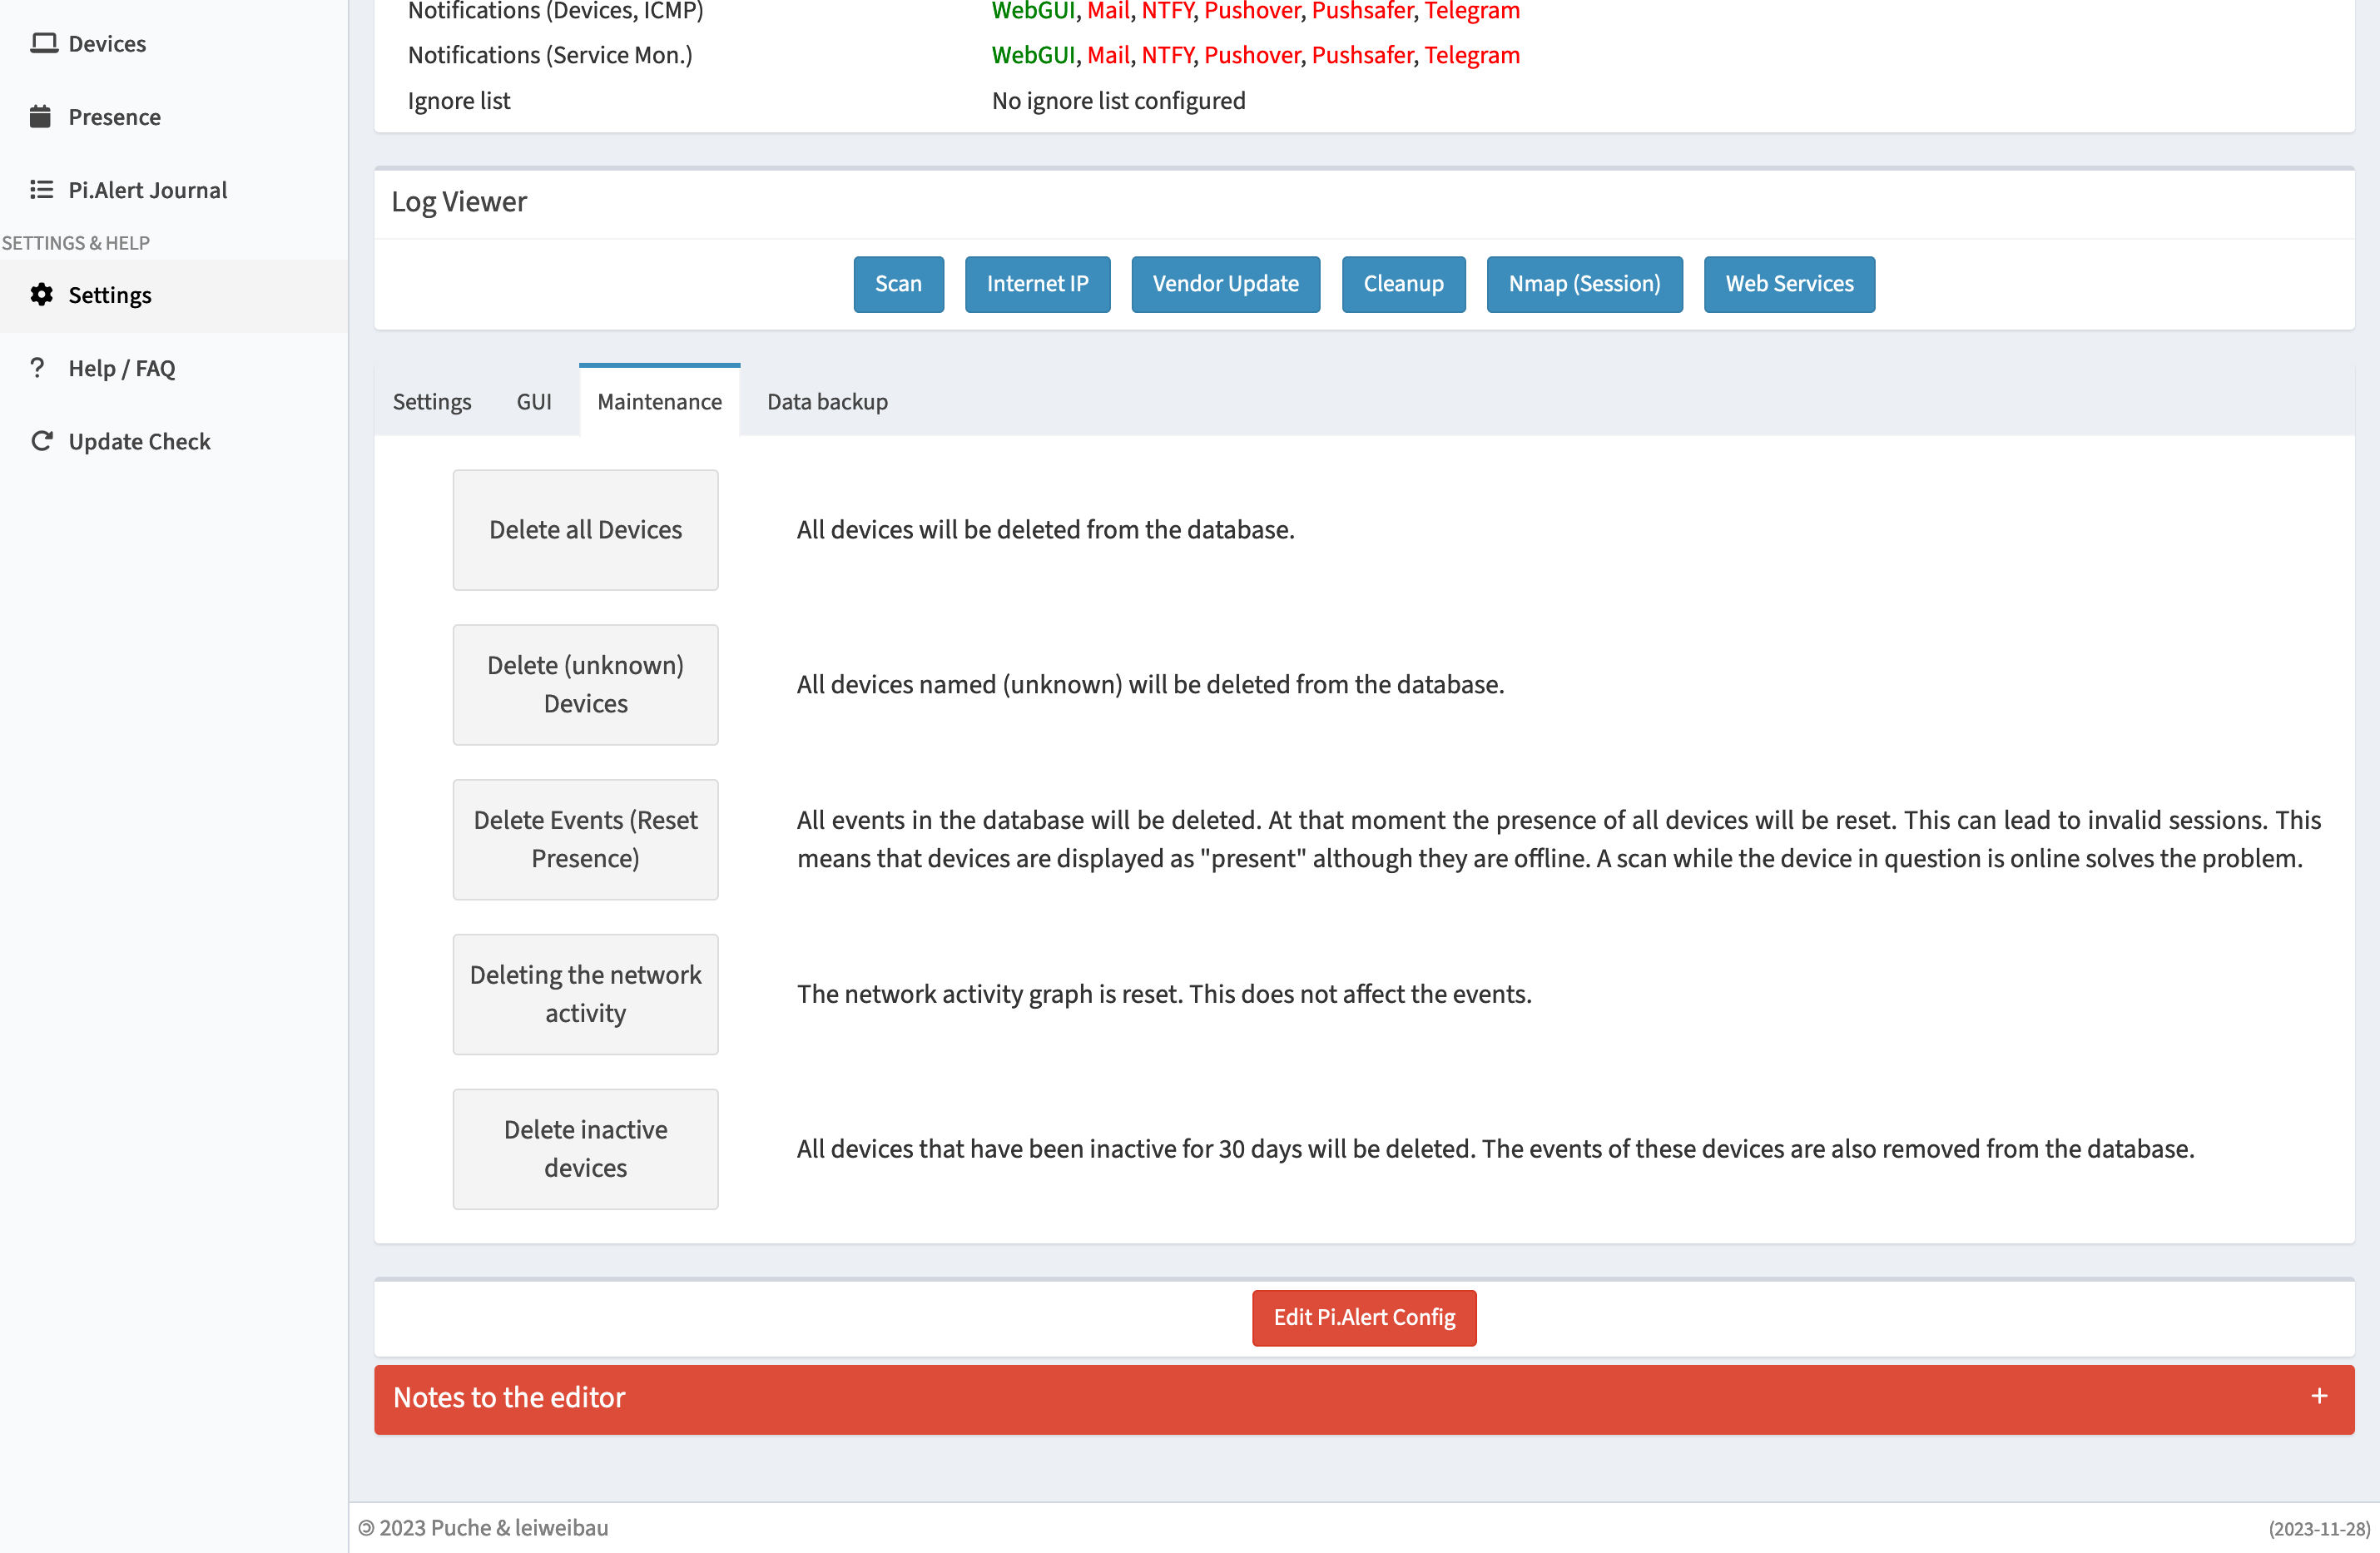 Devices
Presence
Pi.Alert Journal
SETTINGS & HELP
Settings
? Help / FAQ
Update Check
Notifications (Devices, ICMP) WebGUI, Mail, NTFY, Pushover, Pushsafer, Telegram
Notifications (Service Mon.) WebGUI, Mail, NTFY, Pushover, Pushsafer, Telegram
Ignore list No ignore list configured
Log Viewer
Scan Internet IP Vendor Update Cleanup Nmap (Session) Web Services
Settings GUI Maintenance Data backup
Delete all Devices
All devices will be deleted from the database.
Delete (unknown)
Devices
All devices named (unknown) will be deleted from the database.
Delete Events (Reset
Presence)
All events in the database will be deleted. At that moment the presence of all devices will be reset. This can lead to invalid sessions. This
means that devices are displayed as "present" although they are offline. A scan while the device in question is online solves the problem.
Deleting the network
activity
The network activity graph is reset. This does not affect the events.
Delete inactive
devices
All devices that have been inactive for 30 days will be deleted. The events of these devices are also removed from the database.
Edit Pi.Alert Config
Notes to the editor +
🄯 2023 Puche & leiweibau (2023-11-28)